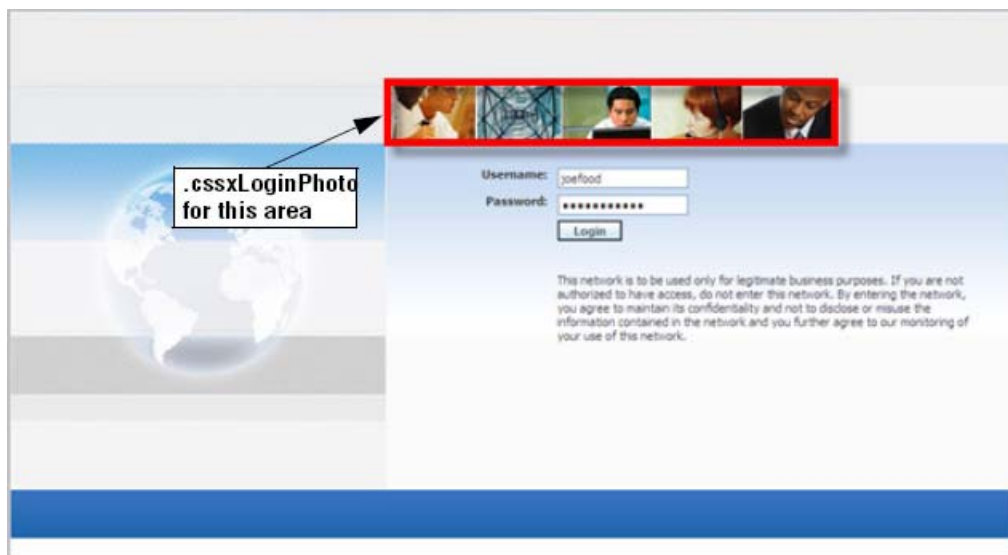 .cssxLoginPhoto
for this area
Username:
joefood
Password:
Login
This network is to be used only for legitimate business purposes. If you are not
authorized to have access, do not enter this network. By entering the network,
you agree to maintain its confidentiality and not to disclose or misuse the
information contained in the network and you further agree to our monitoring of
your use of this network.